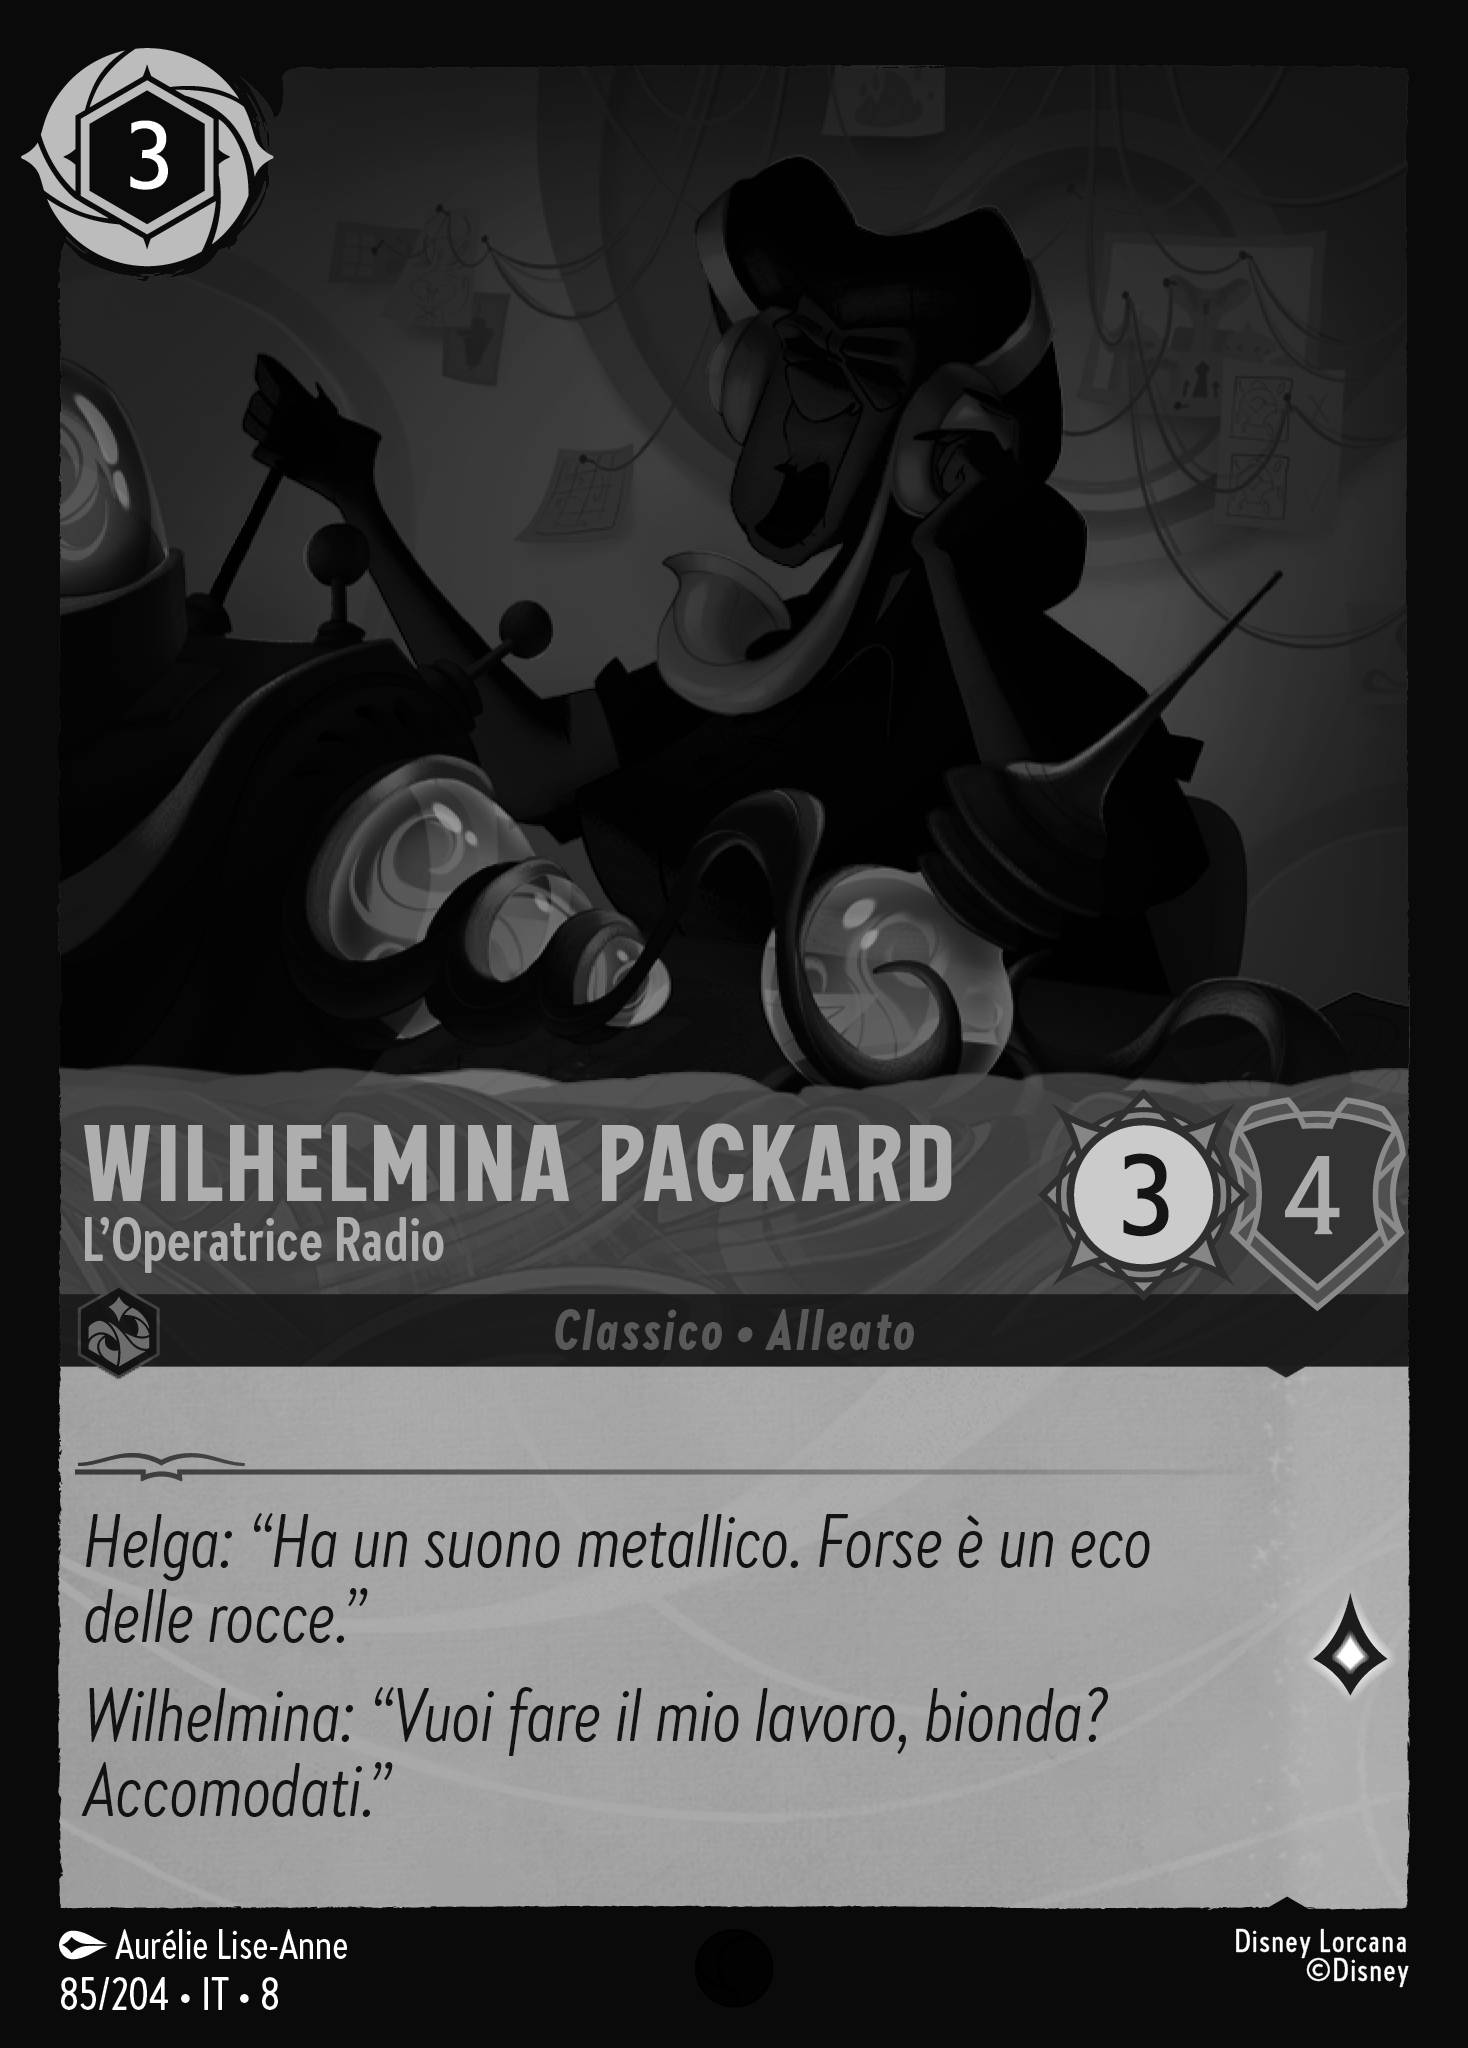 3
WILHELMINA PACKARD
L’Operatrice Radio
3
4
Classico • Alleato
Helga: “Ha un suono metallico. Forse è un eco
delle rocce.”
Wilhelmina: “Vuoi fare il mio lavoro, bionda?
Accomodati.”
Aurélie Lise-Anne
85/204 • IT • 8
Disney Lorcana
©Disney